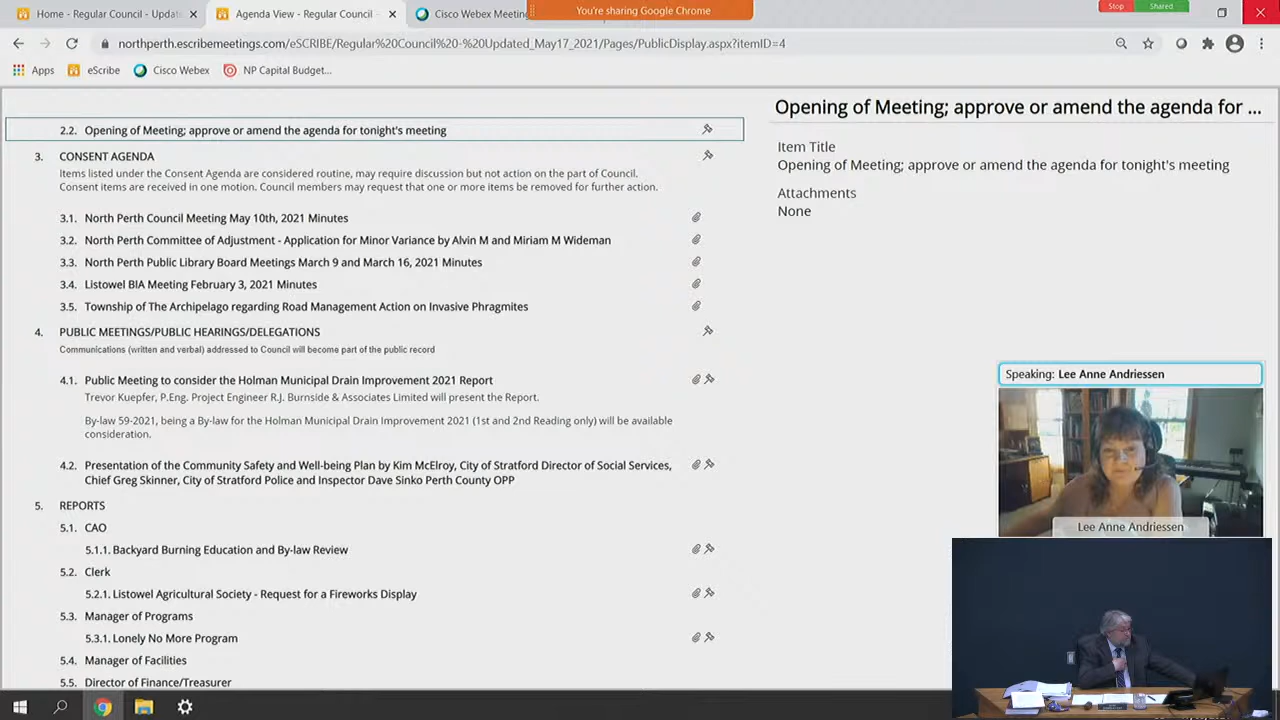 Home - Regular Council - Updat
Agenda View - Regular Council -
Cisco Webex Meetin
You're sharing Google Chrome
Stop
Shared
northperth.escribemeetings.com/eSCRIBE/Regular%20Council%20-%20Updated_May17_2021/Pages/PublicDisplay.aspx?itemID=4
Apps
eScribe
Cisco Webex
NP Capital Budget...
2.2. Opening of Meeting; approve or amend the agenda for tonight's meeting
3. CONSENT AGENDA
Items listed under the Consent Agenda are considered routine, may require discussion but not action on the part of Council.
Consent items are received in one motion. Council members may request that one or more items be removed for further action.
3.1. North Perth Council Meeting May 10th, 2021 Minutes
3.2. North Perth Committee of Adjustment - Application for Minor Variance by Alvin M and Miriam M Wideman
3.3. North Perth Public Library Board Meetings March 9 and March 16, 2021 Minutes
3.4. Listowel BIA Meeting February 3, 2021 Minutes
3.5. Township of The Archipelago regarding Road Management Action on Invasive Phragmites
4. PUBLIC MEETINGS/PUBLIC HEARINGS/DELEGATIONS
Communications (written and verbal) addressed to Council will become part of the public record
4.1. Public Meeting to consider the Holman Municipal Drain Improvement 2021 Report
Trevor Kuepfer, P.Eng. Project Engineer R.J. Burnside & Associates Limited will present the Report.
By-law 59-2021, being a By-law for the Holman Municipal Drain Improvement 2021 (1st and 2nd Reading only) will be available
consideration.
4.2. Presentation of the Community Safety and Well-being Plan by Kim McElroy, City of Stratford Director of Social Services,
Chief Greg Skinner, City of Stratford Police and Inspector Dave Sinko Perth County OPP
5. REPORTS
5.1. CAO
5.1.1. Backyard Burning Education and By-law Review
5.2. Clerk
5.2.1. Listowel Agricultural Society - Request for a Fireworks Display
5.3. Manager of Programs
5.3.1. Lonely No More Program
5.4. Manager of Facilities
5.5. Director of Finance/Treasurer
Opening of Meeting; approve or amend the agenda for ...
Item Title
Opening of Meeting; approve or amend the agenda for tonight's meeting
Attachments
None
Speaking: Lee Anne Andriessen
Lee Anne Andriessen